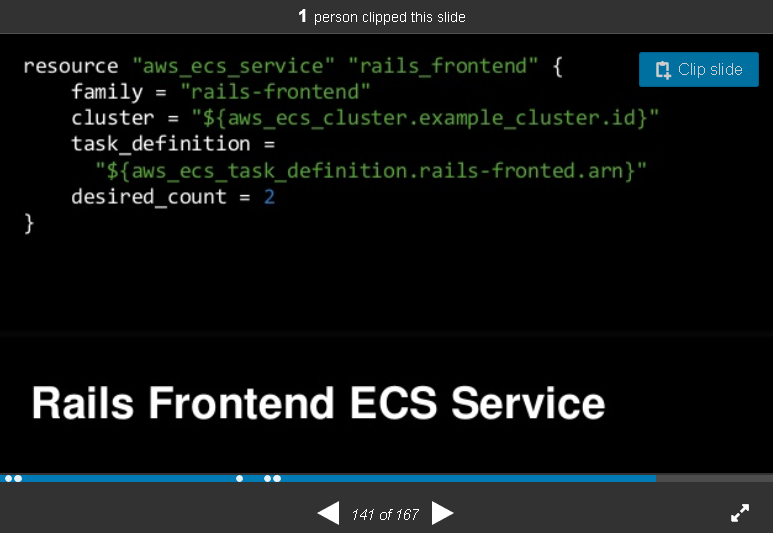 1 person clipped this slide
resource "aws_ecs_service" "rails_frontend" {
Clip slide
family = "rails-frontend"
cluster = "${aws_ecs_cluster.example_cluster.id}"
task_definition =
"${aws_ecs_task_definition.rails-fronted.arn}"
desired_count = 2
}
Rails Frontend ECS Service
141 of 167